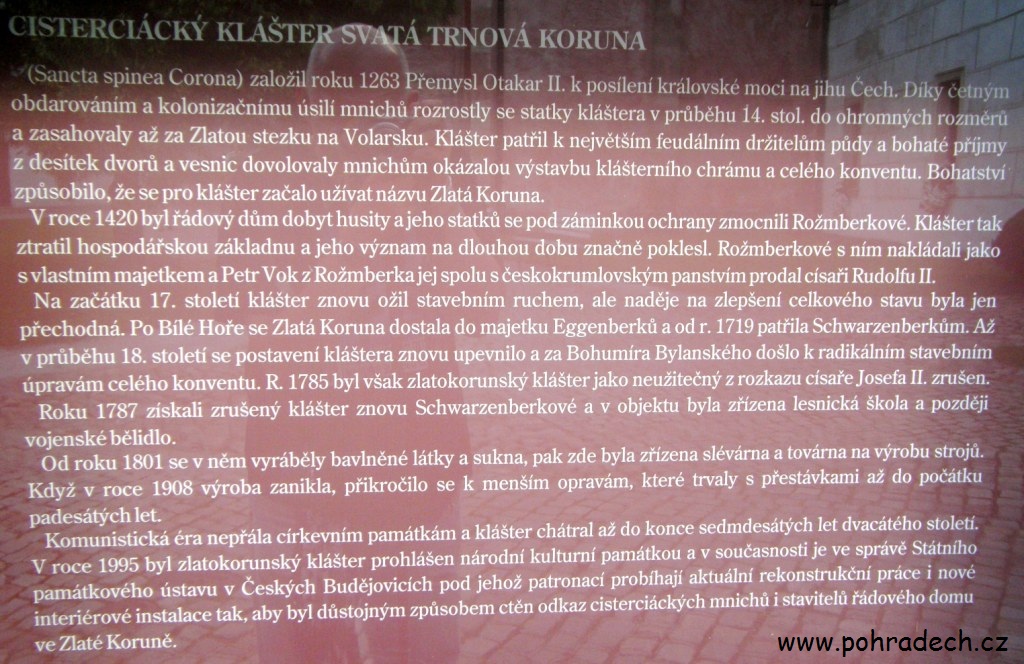 CISTERCIÁCKÝ KLÁŠTER SVATÁ TRNOVÁ KORUNA
(Sancta spinea Corona) založil roku 1263 Přemysl Otakar II. k posílení královské moci na jihu Čech. Díky četným
obdarováním a kolonizačnímu úsilí mnichů rozrostly se statky kláštera v průběhu 14. stol. do ohromných rozměrů
a zasahovaly až za Zlatou stezku na Volarsku. Klášter patřil k největším feudálním držitelům půdy a bohaté příjmy
z desítek dvorů a vesnic dovolovaly mnichům okázalou výstavbu klášterního chrámu a celého konventu. Bohatství
způsobilo, že se pro klášter začalo užívat názvu Zlatá Koruna.
V roce 1420 byl řádový dům dobyt husity a jeho statků se pod záminkou ochrany zmocnili Rožmberkové. Klášter tak
ztratil hospodářskou základnu a jeho význam na dlouhou dobu značně poklesl. Rožmberkové s ním nakládali jako
s vlastním majetkem a Petr Vok z Rožmberka jej spolu s českokrumlovským panstvím prodal císaři Rudolfu II.
Na začátku 17. století klášter znovu ožil stavebním ruchem, ale naděje na zlepšení celkového stavu byla jen
přechodná. Po Bílé Hoře se Zlatá Koruna dostala do majetku Eggenberků a od r. 1719 patřila Schwarzenberkům. Až
v průběhu 18. století se postavení kláštera znovu upevnilo a za Bohumíra Bylanského došlo k radikálním stavebním
úpravám celého konventu. R. 1785 byl však zlatokorunský klášter jako neužitečný z rozkazu císaře Josefa II. zrušen.
Roku 1787 získali zrušený klášter znovu Schwarzenberkové a v objektu byla zřízena lesnická škola a později
vojenské bělidlo.
Od roku 1801 se v něm vyráběly bavlněné látky a sukna, pak zde byla zřízena slévárna a továrna na výrobu strojů.
Když v roce 1908 výroba zanikla, přikročilo se k menším opravám, které trvaly s přestávkami až do počátku
padesátých let.
Komunistická éra nepřála církevním památkám a klášter chátral až do konce sedmdesátých let dvacátého století.
V roce 1995 byl zlatokorunský klášter prohlášen národní kulturní památkou a v současnosti je ve správě Státního
památkového ústavu v Českých Budějovicích pod jehož patronací probíhají aktuální rekonstrukční práce i nové
interiérové instalace tak, aby byl důstojným způsobem ctěn odkaz cisterciáckých mnichů i stavitelů řádového domu
ve Zlaté Koruně.
www.pohradech.cz